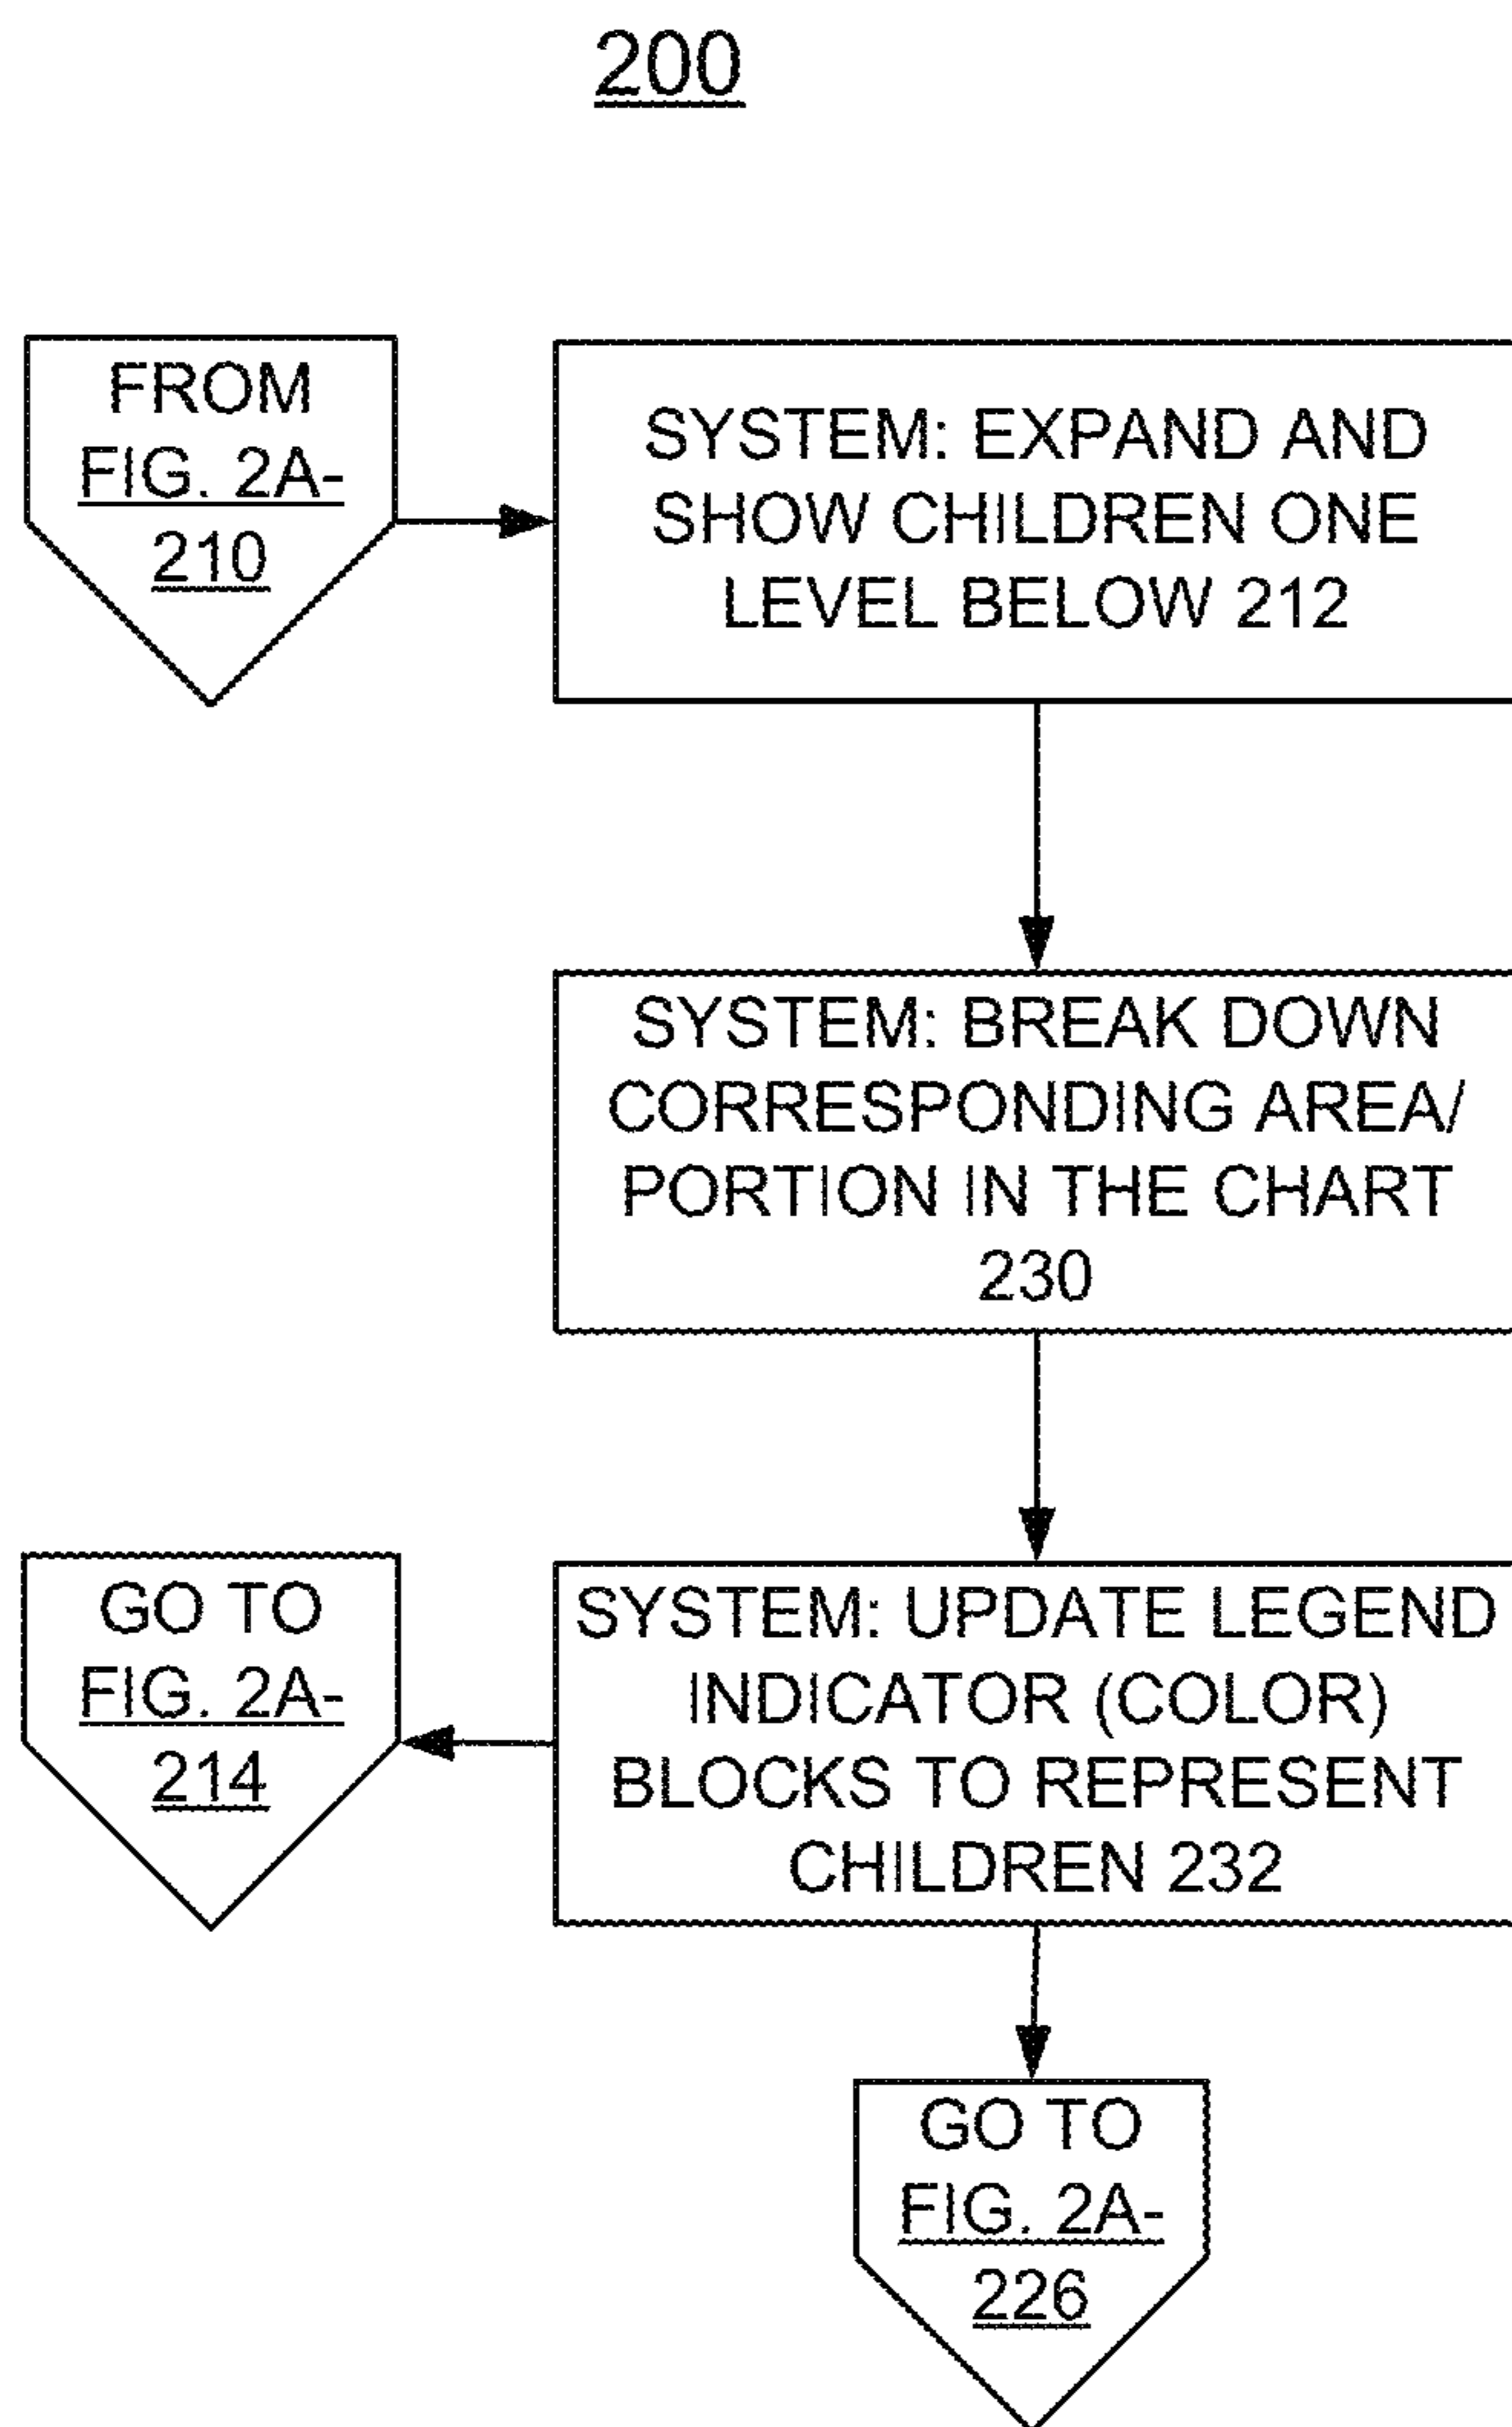 200
FROM
FIG. 2A-
210
SYSTEM: EXPAND AND
SHOW CHILDREN ONE
LEVEL BELOW 212
SYSTEM: BREAK DOWN
CORRESPONDING AREA/
PORTION IN THE CHART
230
GO TO
FIG. 2A-
214
SYSTEM: UPDATE LEGEND
INDICATOR (COLOR)
BLOCKS TO REPRESENT
CHILDREN 232
GO TO
FIG. 2A-
226